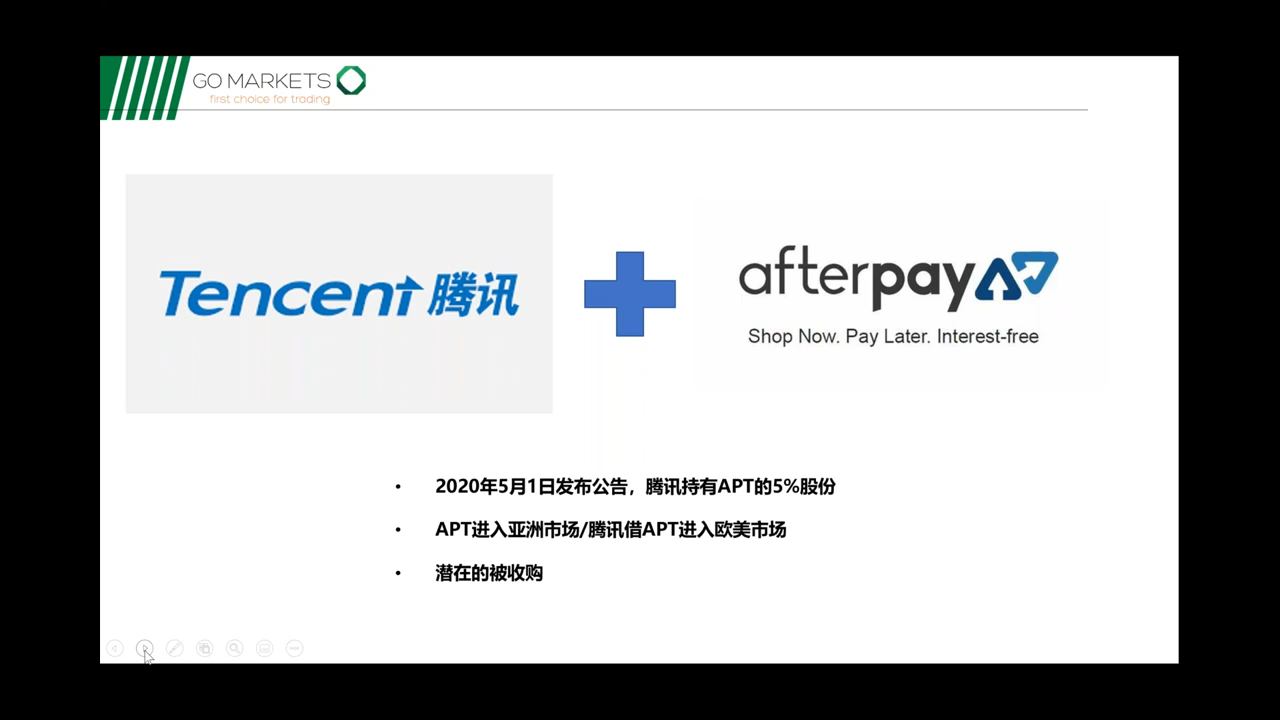 GO MARKETS
first choice for trading
Tencent 腾讯
afterpay
Shop Now. Pay Later. Interest-free
• 2020年5月1日发布公告，腾讯持有APT的5%股份
• APT进入亚洲市场/腾讯借APT进入欧美市场
• 潜在的被收购